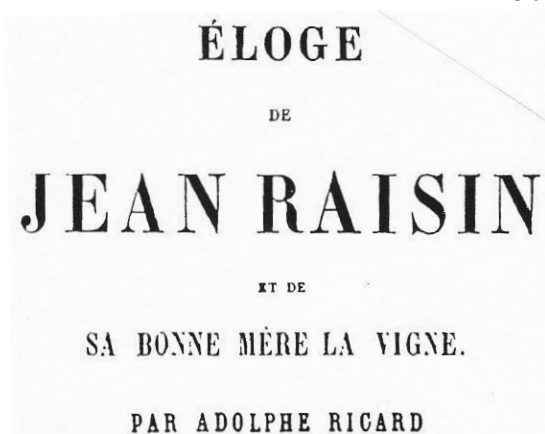 ÉLOGE
DE
JEAN RAISIN
ET DE
SA BONNE MÈRE LA VIGNE.
PAR ADOLPHE RICARD